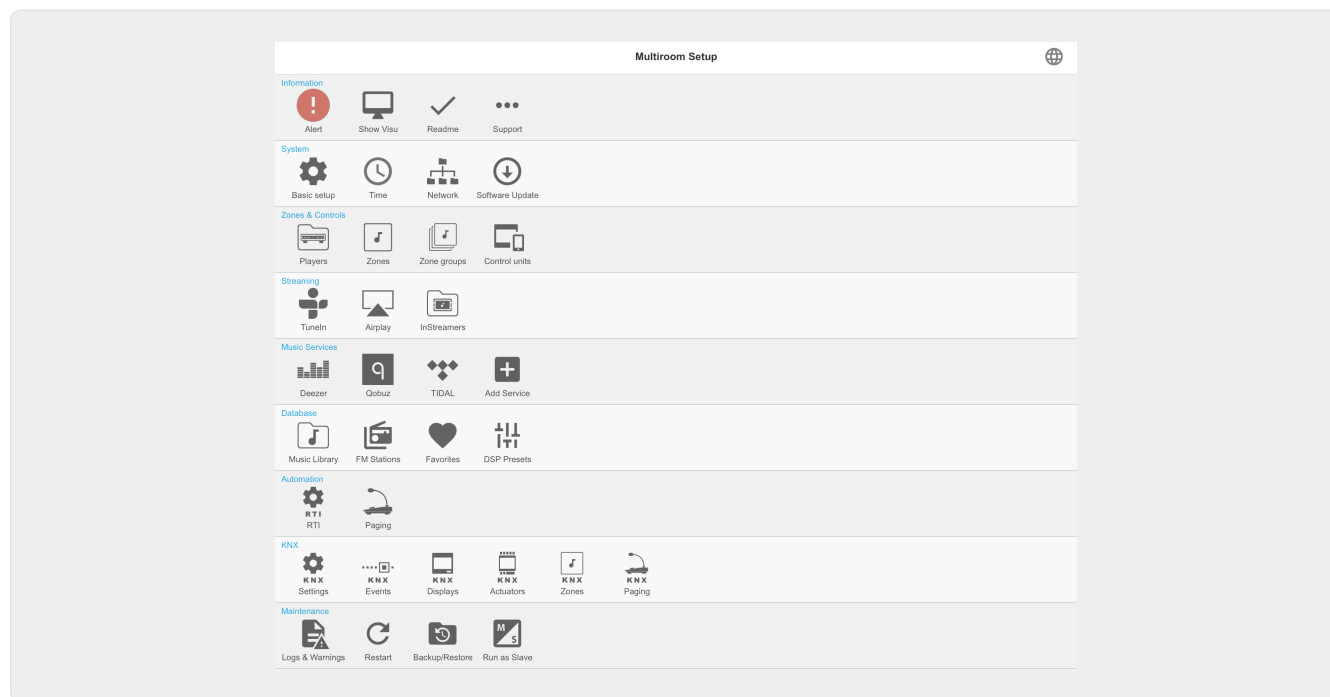 Multiroom Setup
Information
Alert Show Visu Readme Support
System
Basic setup Time Network Software Update
Zones & Controls
Players Zones Zone groups Control units
Streaming
TuneIn Airplay InStreamers
Music Services
q
Deezer Qobuz TIDAL Add Service
Database
Music Library FM Stations Favorites DSP Presets
Automation
RTI
RTI Paging
KNX
KNX KNX KNX KNX KNX KNX
Settings Events Displays Actuators Zones Paging
Maintenance
M S
Logs & Warnings Restart Backup/Restore Run as Slave